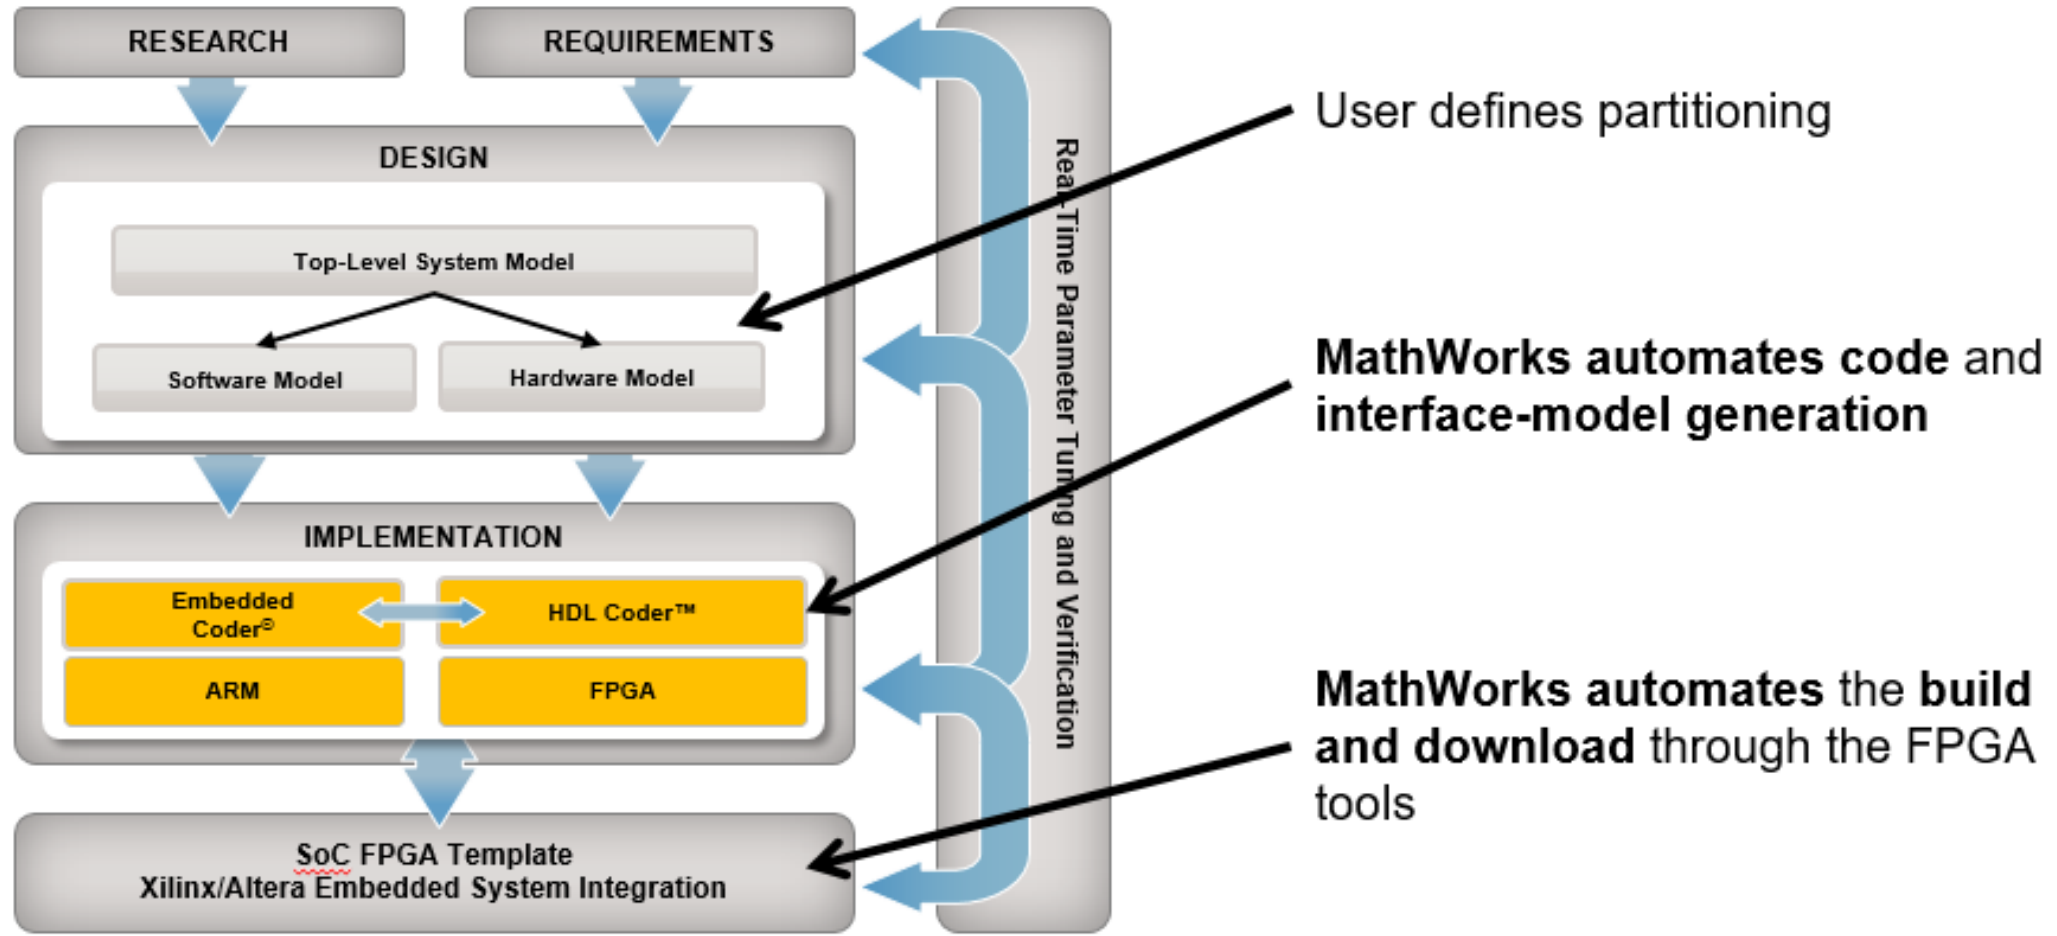 RESEARCH
REQUIREMENTS
DESIGN
Top-Level System Model
Software Model
Hardware Model
IMPLEMENTATION
Embedded
Coder©
HDL Coder™
ARM
FPGA
SoC FPGA Template
Xilinx/Altera Embedded System Integration
Real-Time Parameter Tuning and Verification
User defines partitioning
MathWorks automates code and
interface-model generation
MathWorks automates the build
and download through the FPGA
tools